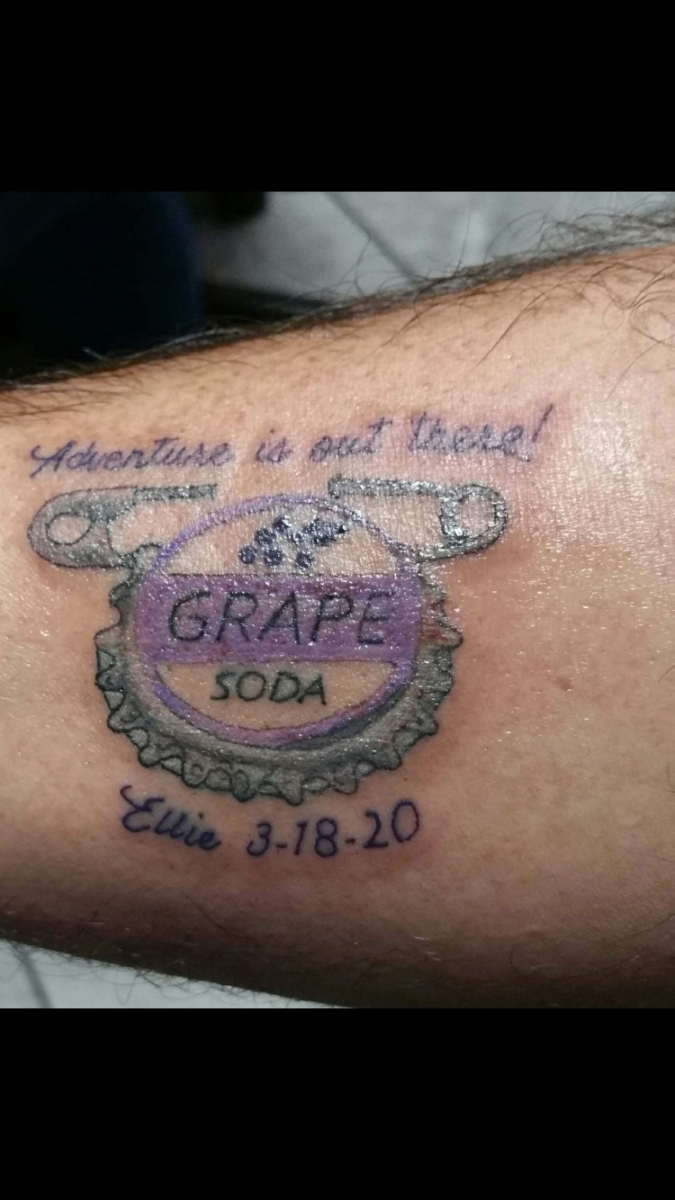 Adventure is out there!
GRAPE
SODA
Ellie 3-18-20